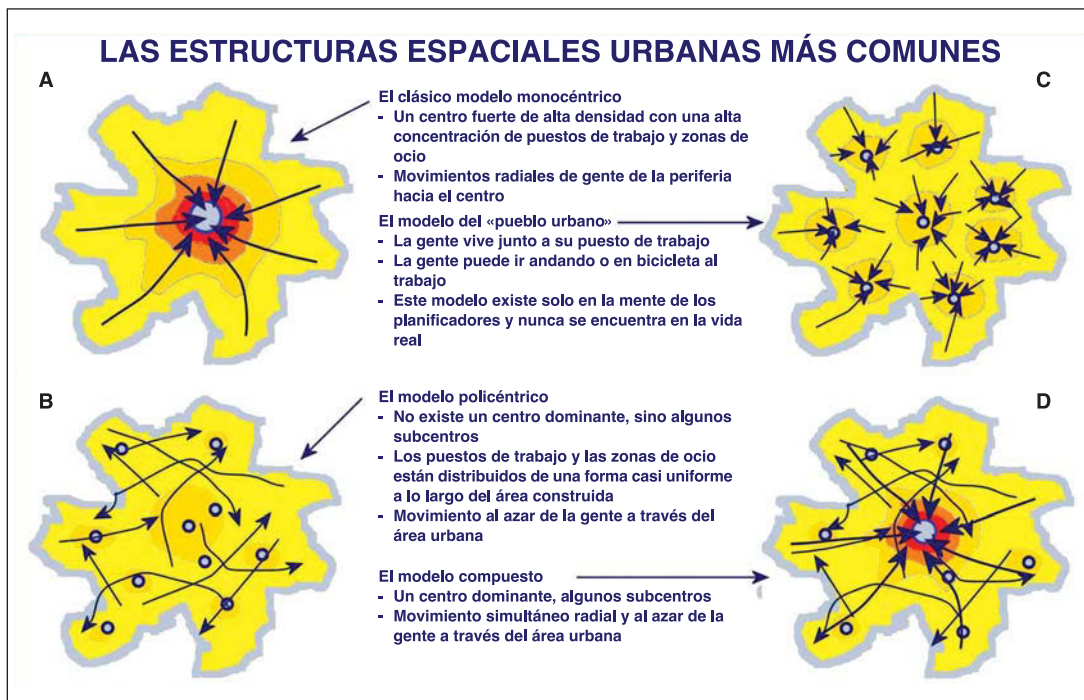 LAS ESTRUCTURAS ESPACIALES URBANAS MÁS COMUNES
A
C
El clásico modelo monocéntrico
- Un centro fuerte de alta densidad con una alta
concentración de puestos de trabajo y zonas de
ocio
- Movimientos radiales de gente de la periferia
hacia el centro
El modelo del «pueblo urbano»
- La gente vive junto a su puesto de trabajo
- La gente puede ir andando o en bicicleta al
trabajo
- Este modelo existe solo en la mente de los
planificadores y nunca se encuentra en la vida
real
B
D
El modelo policéntrico
- No existe un centro dominante, sino algunos
subcentros
- Los puestos de trabajo y las zonas de ocio
están distribuidos de una forma casi uniforme
a lo largo del área construida
- Movimiento al azar de la gente a través del
área urbana
El modelo compuesto
- Un centro dominante, algunos subcentros
- Movimiento simultáneo radial y al azar de la
gente a través del área urbana